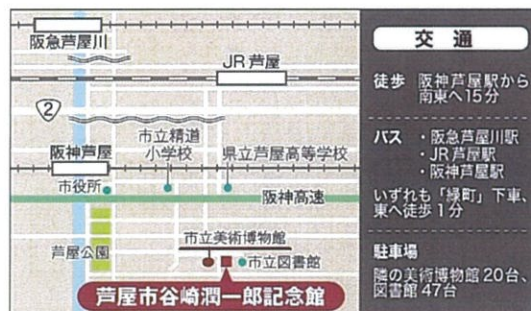 阪急芦屋川
JR芦屋
2
市立精道
小学校
阪神芦屋
県立芦屋高等学校
市役所
阪神高速
芦屋公園
市立美術博物館
市立図書館
芦屋市谷崎潤一郎記念館
交通
徒歩 阪神芦屋駅から
南東へ15分
バス ・阪急芦屋川駅
・JR芦屋駅
・阪神芦屋駅
いずれも「緑町」下車、
東へ徒歩1分
駐車場
隣の美術博物館20台、
図書館47台